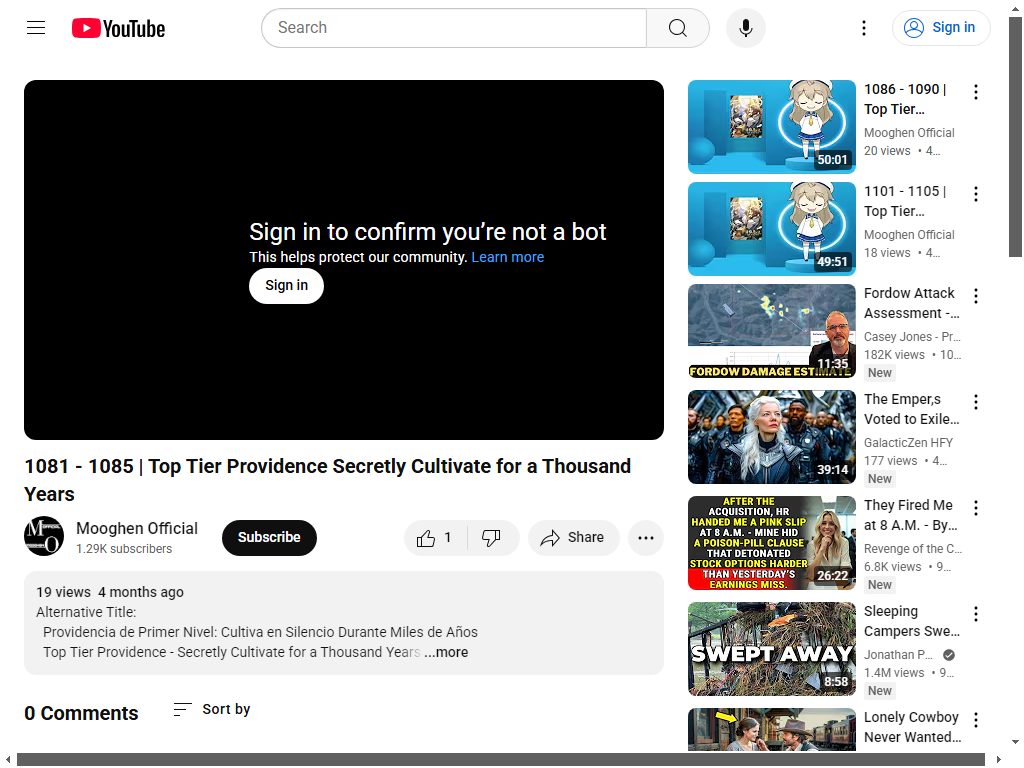 YouTube
Search
Sign in
Sign in to confirm you’re not a bot
This helps protect our community. Learn more
Sign in
1081 - 1085 | Top Tier Providence Secretly Cultivate for a Thousand
Years
Mooghen Official
1.29K subscribers
Subscribe
1
Share
19 views 4 months ago
Alternative Title:
Providencia de Primer Nivel: Cultiva en Silencio Durante Miles de Años
Top Tier Providence - Secretly Cultivate for a Thousand Years ...more
0 Comments
Sort by
50:01
1086 - 1090 |
Top Tier...
Mooghen Official
20 views • 4...
49:51
1101 - 1105 |
Top Tier...
Mooghen Official
18 views • 4...
11:35
FORDOW DAMAGE ESTIMATE
Fordow Attack
Assessment -...
Casey Jones - Pr...
182K views • 10...
New
39:14
The Emper,s
Voted to Exile...
GalacticZen HFY
177 views • 4...
New
AFTER THE
ACQUISITION, HR
HANDED ME A PINK SLIP
AT 8 A.M. - MINE HID
A POISON-PILL CLAUSE
THAT DETONATED
STOCK OPTIONS HARDER
THAN YESTERDAY'S
EARNINGS MISS.
26:22
They Fired Me
at 8 A.M. - By...
Revenge of the C...
6.8K views • 9...
New
SWEPT AWAY
8:58
Sleeping
Campers Swe...
Jonathan P...
1.4M views • 9...
New
Lonely Cowboy
Never Wanted...